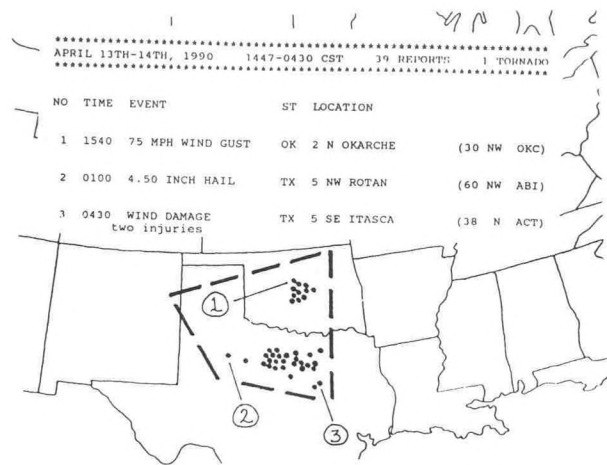 **************************************************
APRIL 13TH-14TH, 1990 1447-0430 CST 39 REPORTS 1 TORNADO
**************************************************
NO TIME EVENT ST LOCATION
1 1540 75 MPH WIND GUST OK 2 N OKARCHE (30 NW OKC)
2 0100 4.50 INCH HAIL TX 5 NW ROTAN (60 NW ABI)
3 0430 WIND DAMAGE TX 5 SE ITASCA (38 N ACT)
two injuries
1
2
3